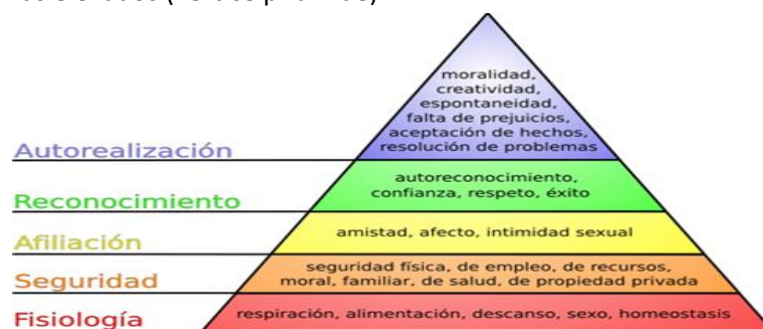 moralidad,
creatividad,
espontaneidad,
falta de prejuicios,
aceptación de hechos,
resolución de problemas
Autorealización
autoreconocimiento,
confianza, respeto, éxito
Reconocimiento
amistad, afecto, intimidad sexual
Afiliación
seguridad física, de empleo, de recursos,
moral, familiar, de salud, de propiedad privada
Seguridad
respiración, alimentación, descanso, sexo, homeostasis
Fisiología